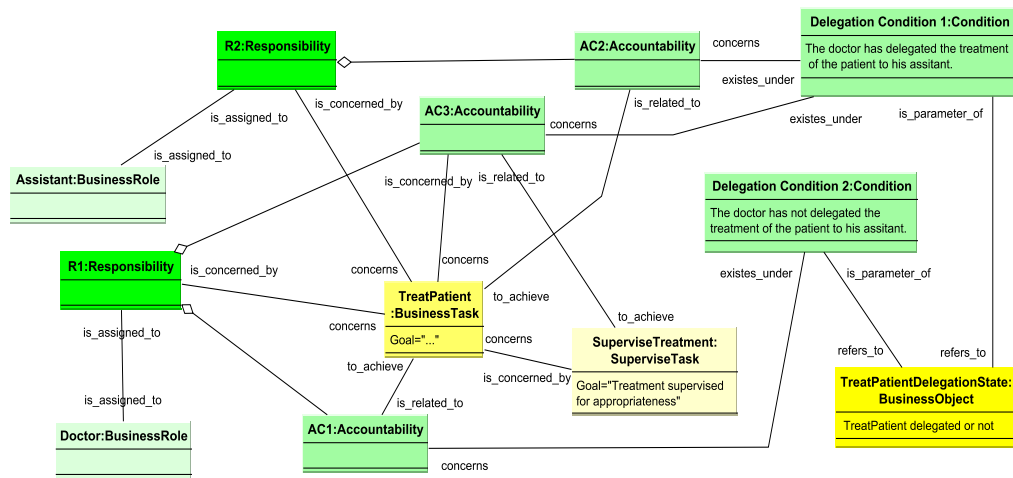 Delegation Condition 1:Condition
The doctor has delegated the treatment
of the patient to his assitant.
R2:Responsibility
AC2:Accountability
concerns
existes_under
is_concerned_by
is_related_to
AC3:Accountability
is_assigned_to
concerns
existes_under
is_parameter_of
is_assigned_to
Assistant:BusinessRole
is_concerned_by
is_related_to
Delegation Condition 2:Condition
The doctor has not delegated the
treatment of the patient to his assitant.
R1:Responsibility
is_concerned_by
concerns
concerns
existes_under
is_parameter_of
TreatPatient
:BusinessTask
Goal="..."
to_achieve
concerns
is_assigned_to
to_achieve
concerns
SuperviseTreatment:
SuperviseTask
Goal="Treatment supervised
for appropriateness"
refers_to
refers_to
to_achieve
is_concerned_by
TreatPatientDelegationState:
BusinessObject
TreatPatient delegated or not
is_assigned_to
is_related_to
Doctor:BusinessRole
AC1:Accountability
concerns